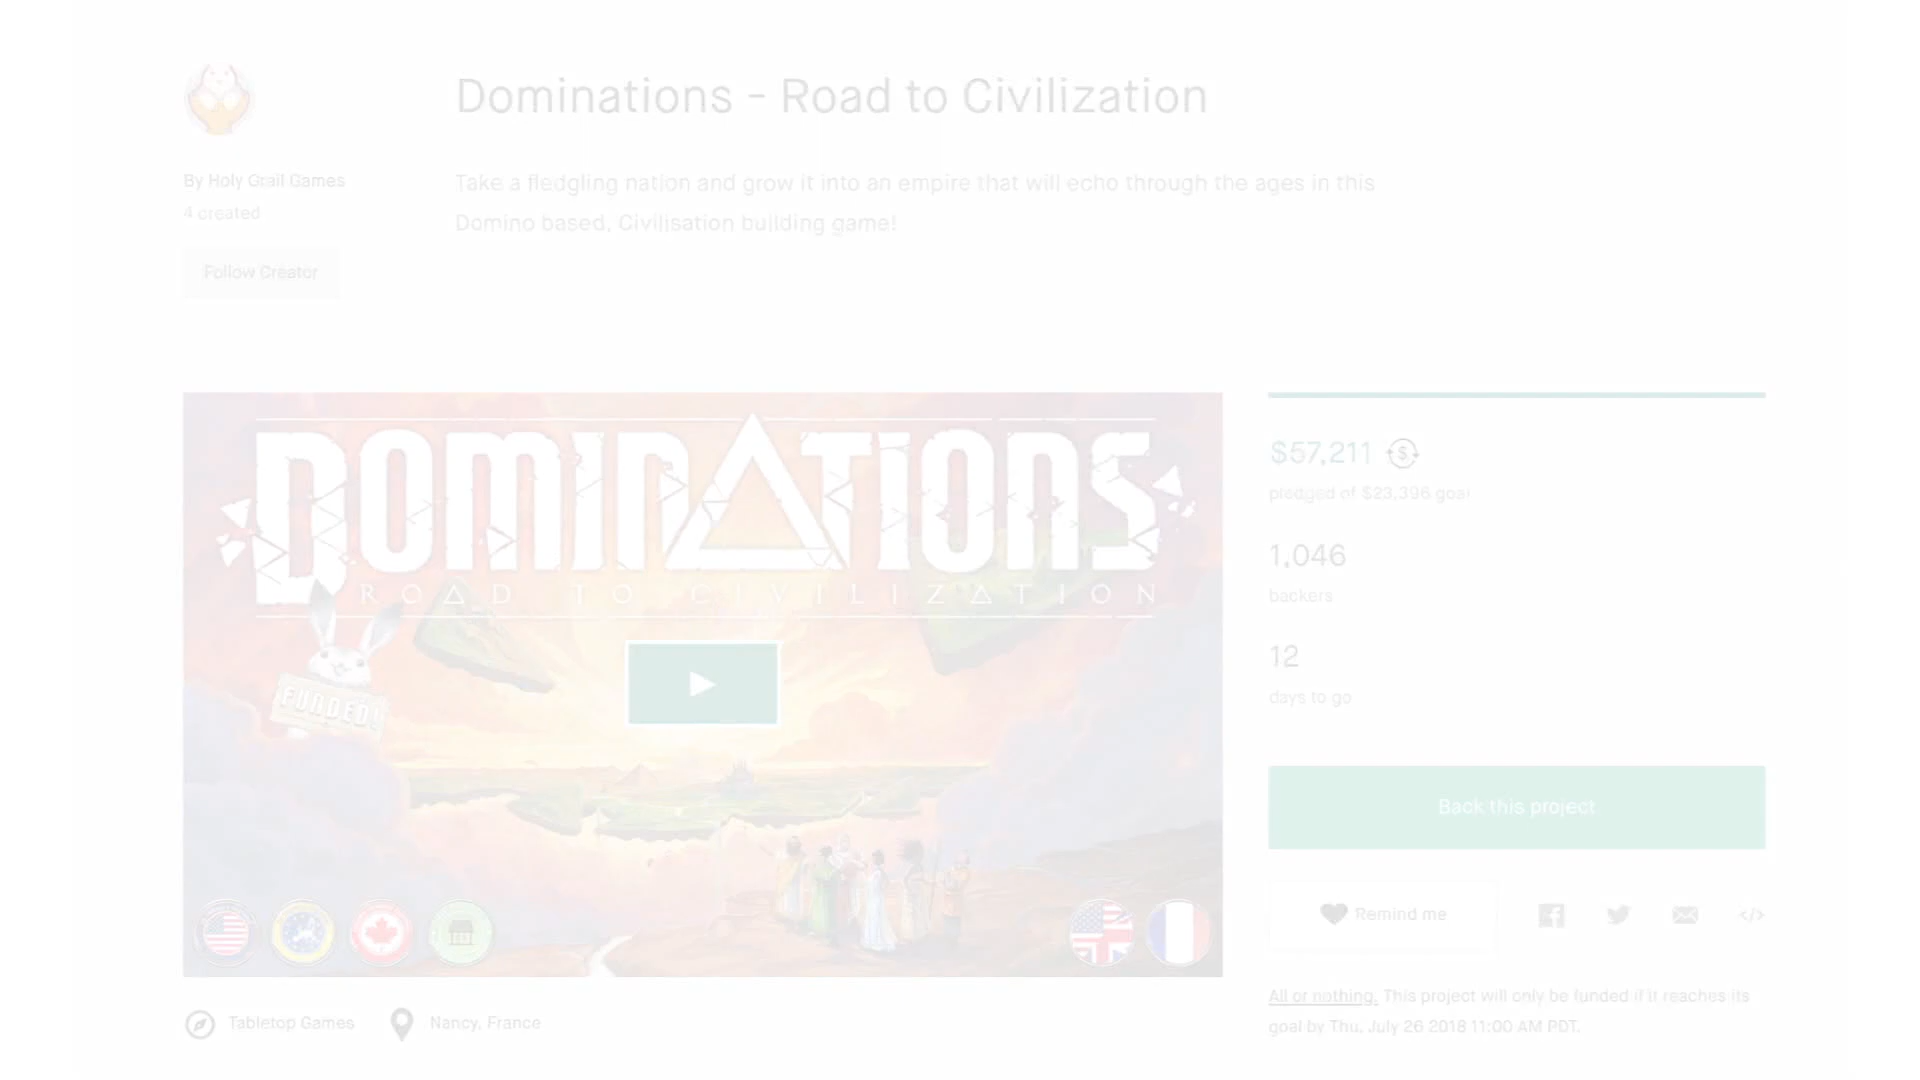 Dominations - Road to Civilization
By Holy Grail Games
4 created
Follow Creator
Take a fledgling nation and grow it into an empire that will echo through the ages in this
Domino based, Civilisation building game!
DOMINATIONS
ROAD TO CIVILIZATION
FUNDED!
$57,211
pledged of $23,396 goal
1,046
backers
12
days to go
Back this project
Remind me
All or nothing. This project will only be funded if it reaches its
goal by Thu, July 26 2018 11:00 AM PDT.
Tabletop Games
Nancy, France